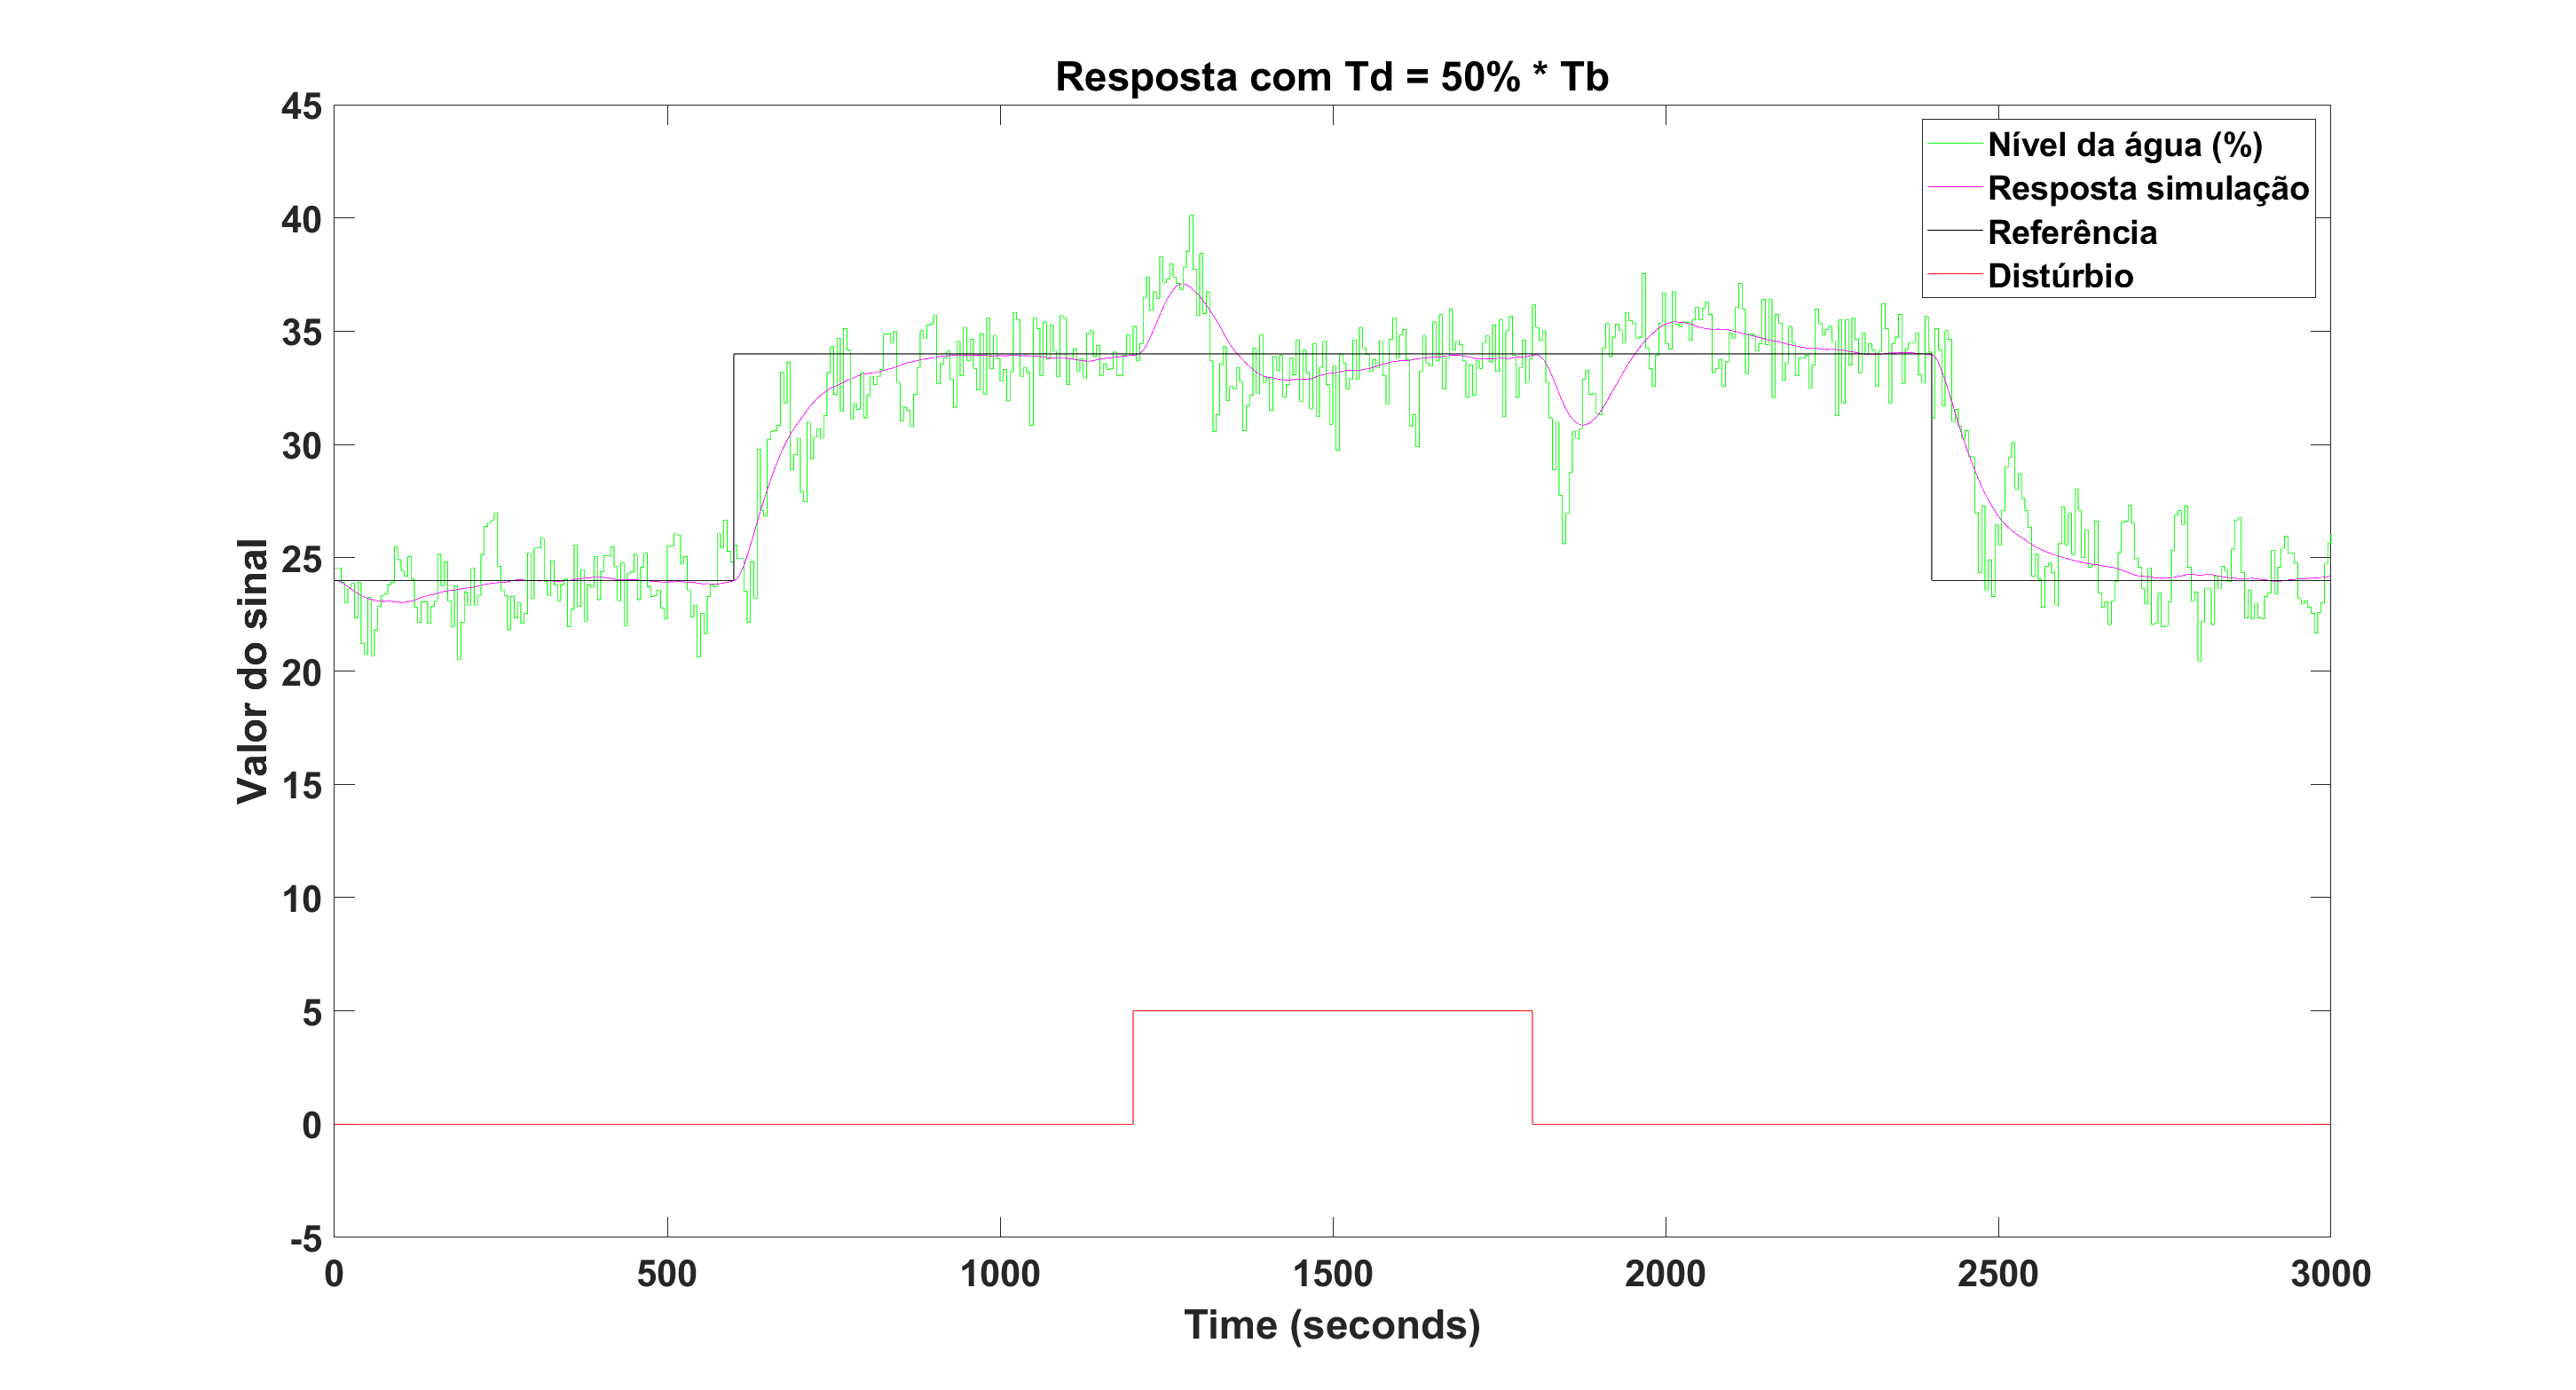 Resposta com Td = 50% * Tb
45
40
35
30
25
20
15
10
5
0
-5
Valor do sinal
Nível da água (%)
Resposta simulação
Referência
Distúrbio
0 500 1000 1500 2000 2500 3000
Time (seconds)